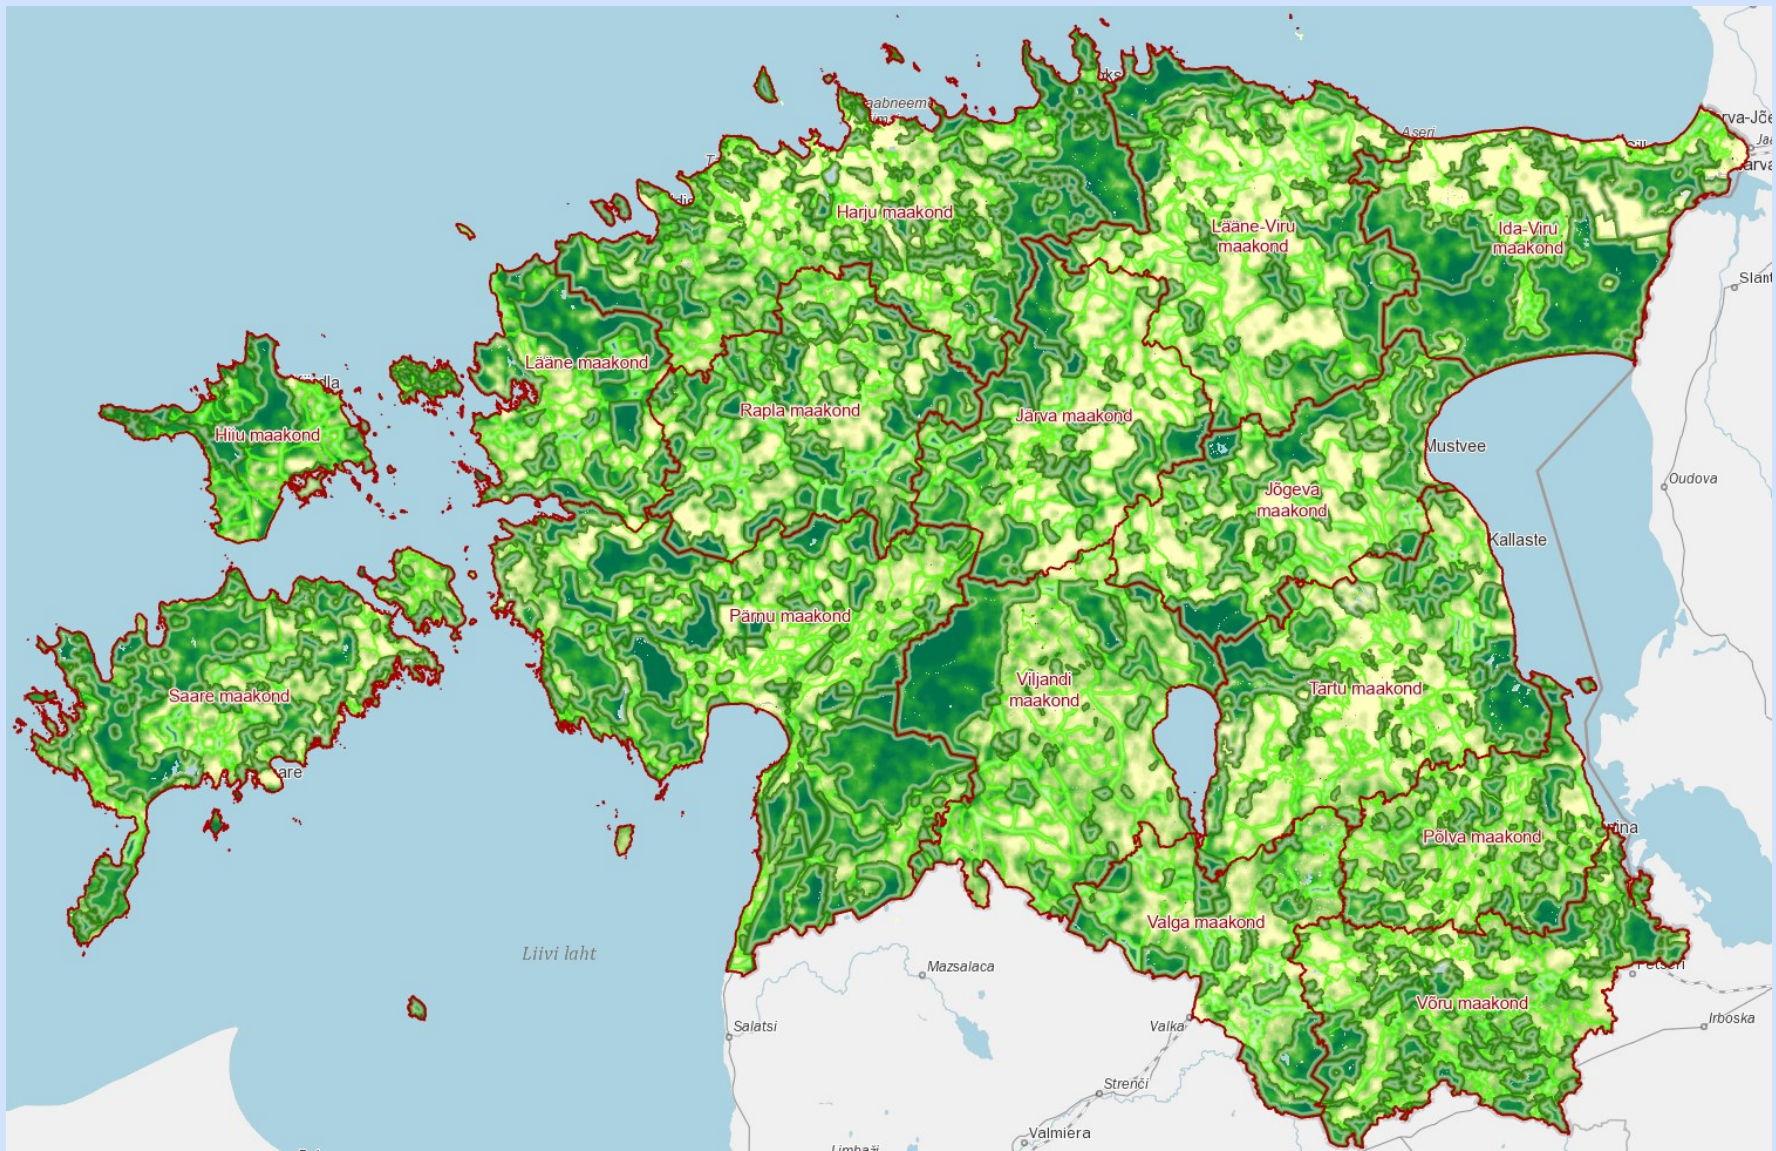 Aseri
Harju maakond
Lääne-Viru
maakond
Ida-Viru
maakond
Lääne maakond
Rapla maakond
Järva maakond
Hiiu maakond
Mustvee
Oudova
Jõgeva
maakond
Kallaste
Pärnu maakond
Saare maakond
Viljandi
maakond
Tartu maakond
Põlva maakond
Valga maakond
Liivi laht
Mazsalaca
Võru maakond
Salatsi
Valka
Irboska
Strenči
Valmiera